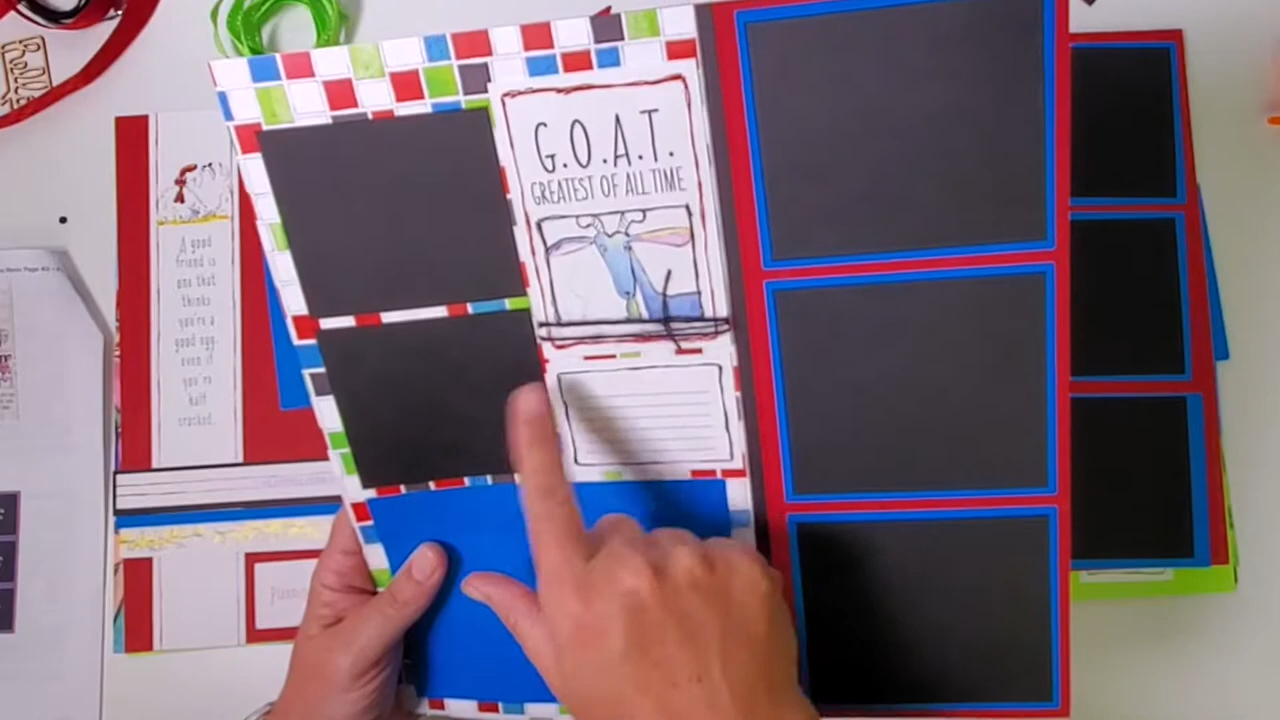 Hello
A good
friend is
one that
thinks
you're a
good egg,
even if
you're
half
cracked.
G.O.A.T.
GREATEST OF ALL TIME